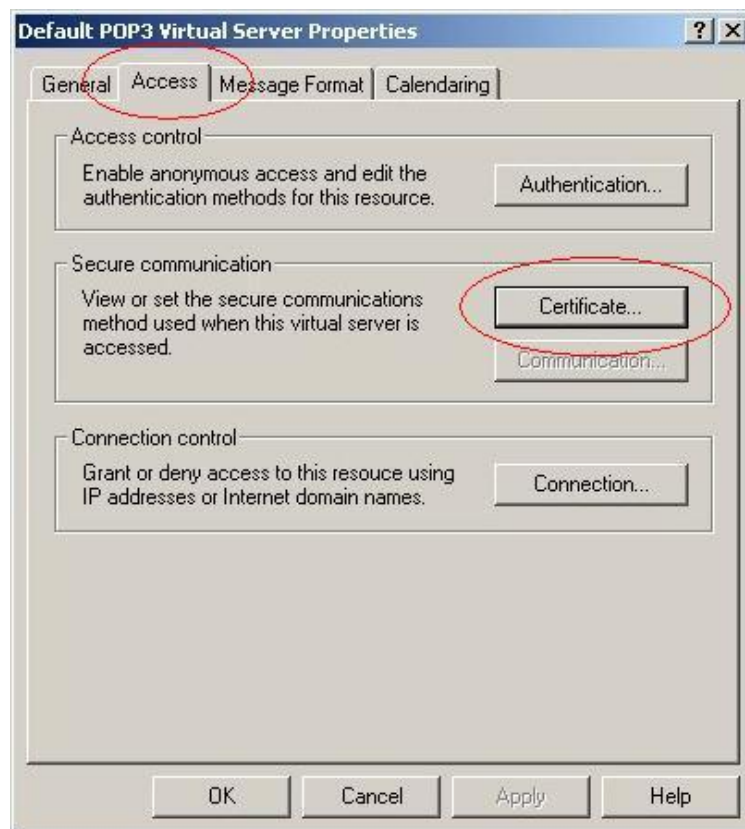 Default POP3 Virtual Server Properties
General Access Message Format Calendaring
Access control
Enable anonymous access and edit the
authentication methods for this resource.
Authentication...
Secure communication
View or set the secure communications
method used when this virtual server is
accessed.
Certificate...
Communication...
Connection control
Grant or deny access to this resouce using
IP addresses or Internet domain names.
Connection...
OK Cancel Apply Help